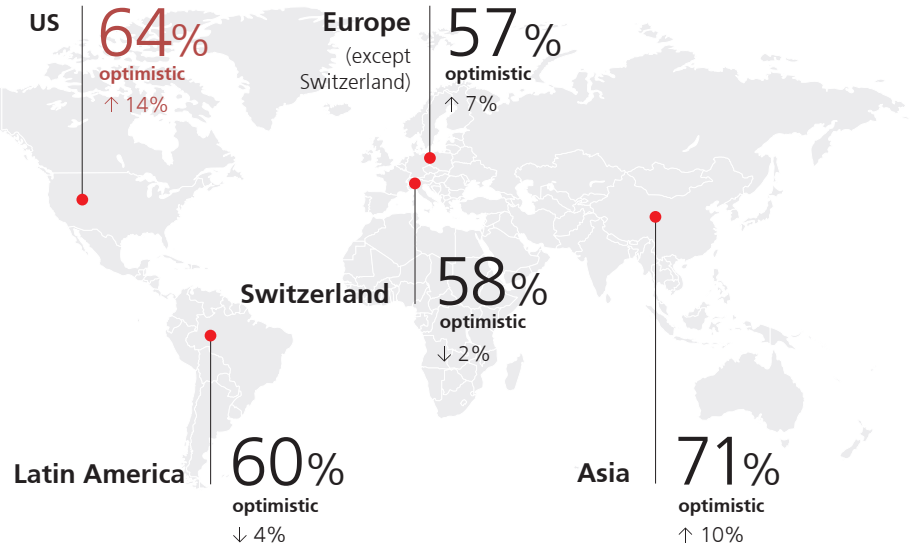 US
64%
optimistic
↑ 14%
Europe
(except
Switzerland)
57%
optimistic
↑ 7%
Switzerland
58%
optimistic
↓ 2%
Latin America
60%
optimistic
↓ 4%
Asia
71%
optimistic
↑ 10%